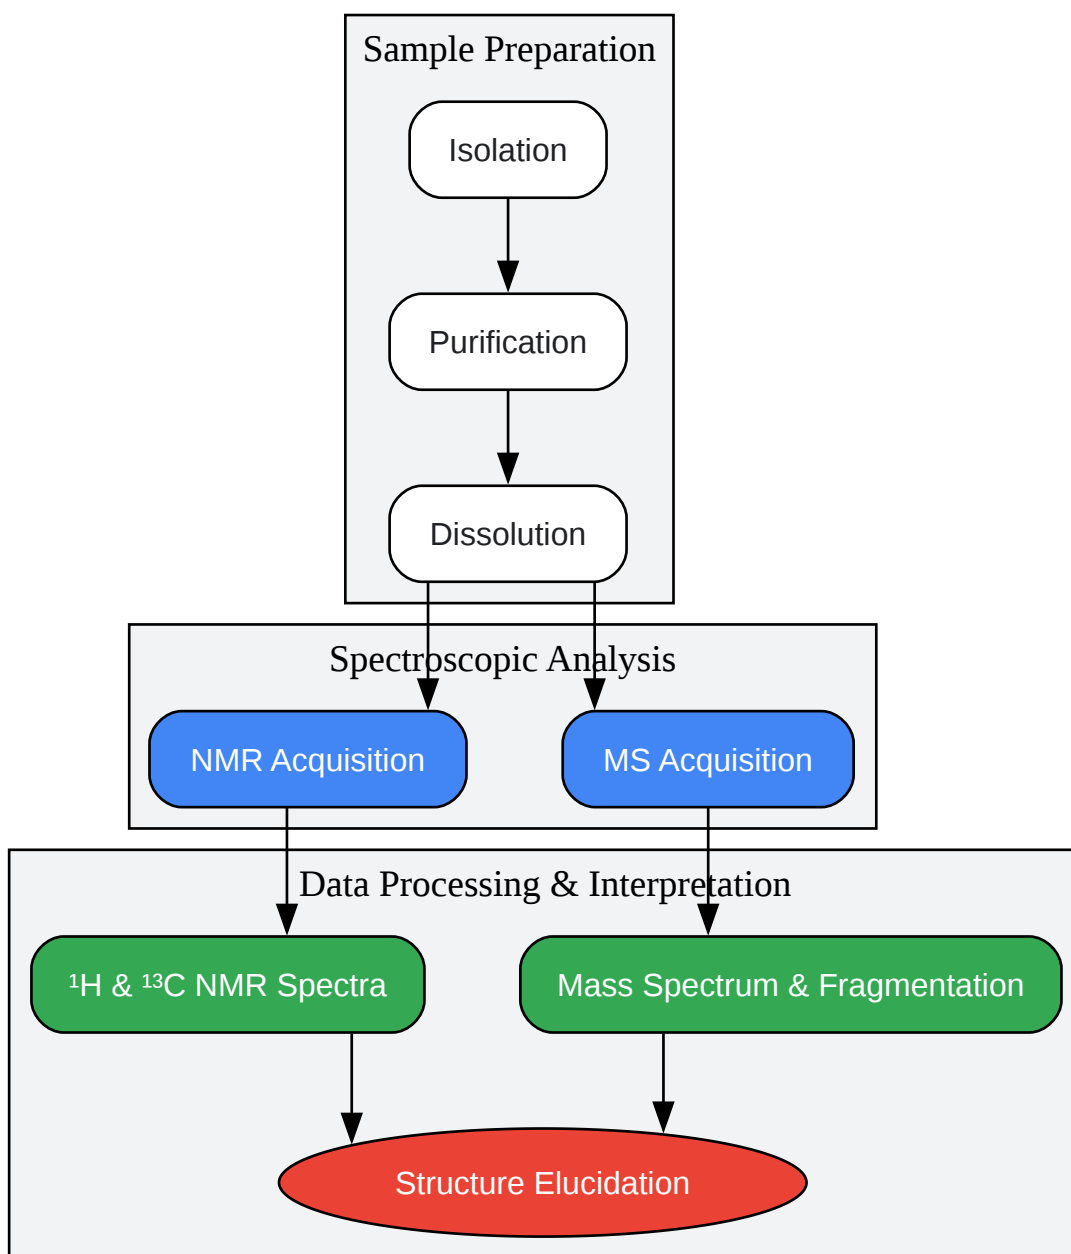 Sample Preparation
Isolation
Purification
Dissolution
Spectroscopic Analysis
NMR Acquisition
MS Acquisition
Data Processing & Interpretation
¹H & ¹³C NMR Spectra
Mass Spectrum & Fragmentation
Structure Elucidation